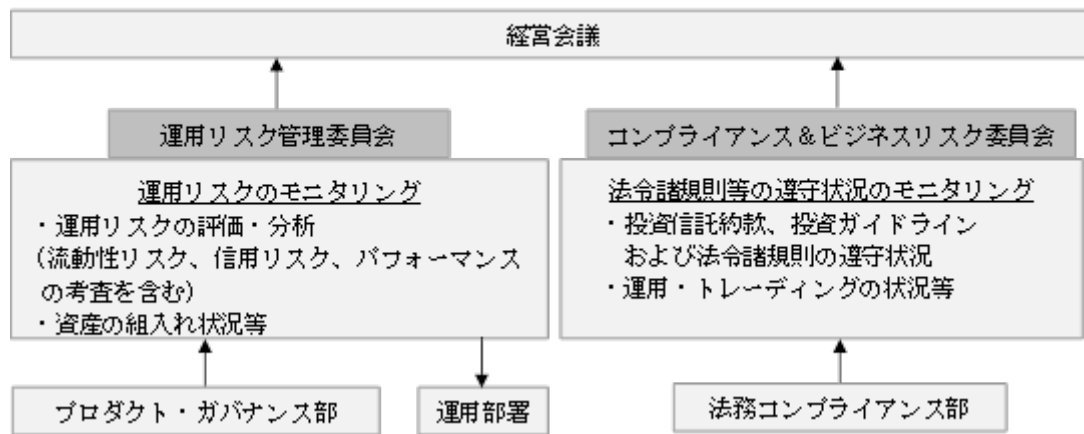 経営会議
運用リスク管理委員会
運用リスクのモニタリング
・運用リスクの評価・分析
(流動性リスク、信用リスク、パフォーマンス
の考査を含む)
・資産の組入れ状況等
コンプライアンス&ビジネスリスク委員会
法令諸規則等の遵守状況のモニタリング
・投資信託約款、投資ガイドライン
および法令諸規則の遵守状況
・運用・トレーディングの状況等
プロダクト・ガバナンス部
運用部署
法務コンプライアンス部